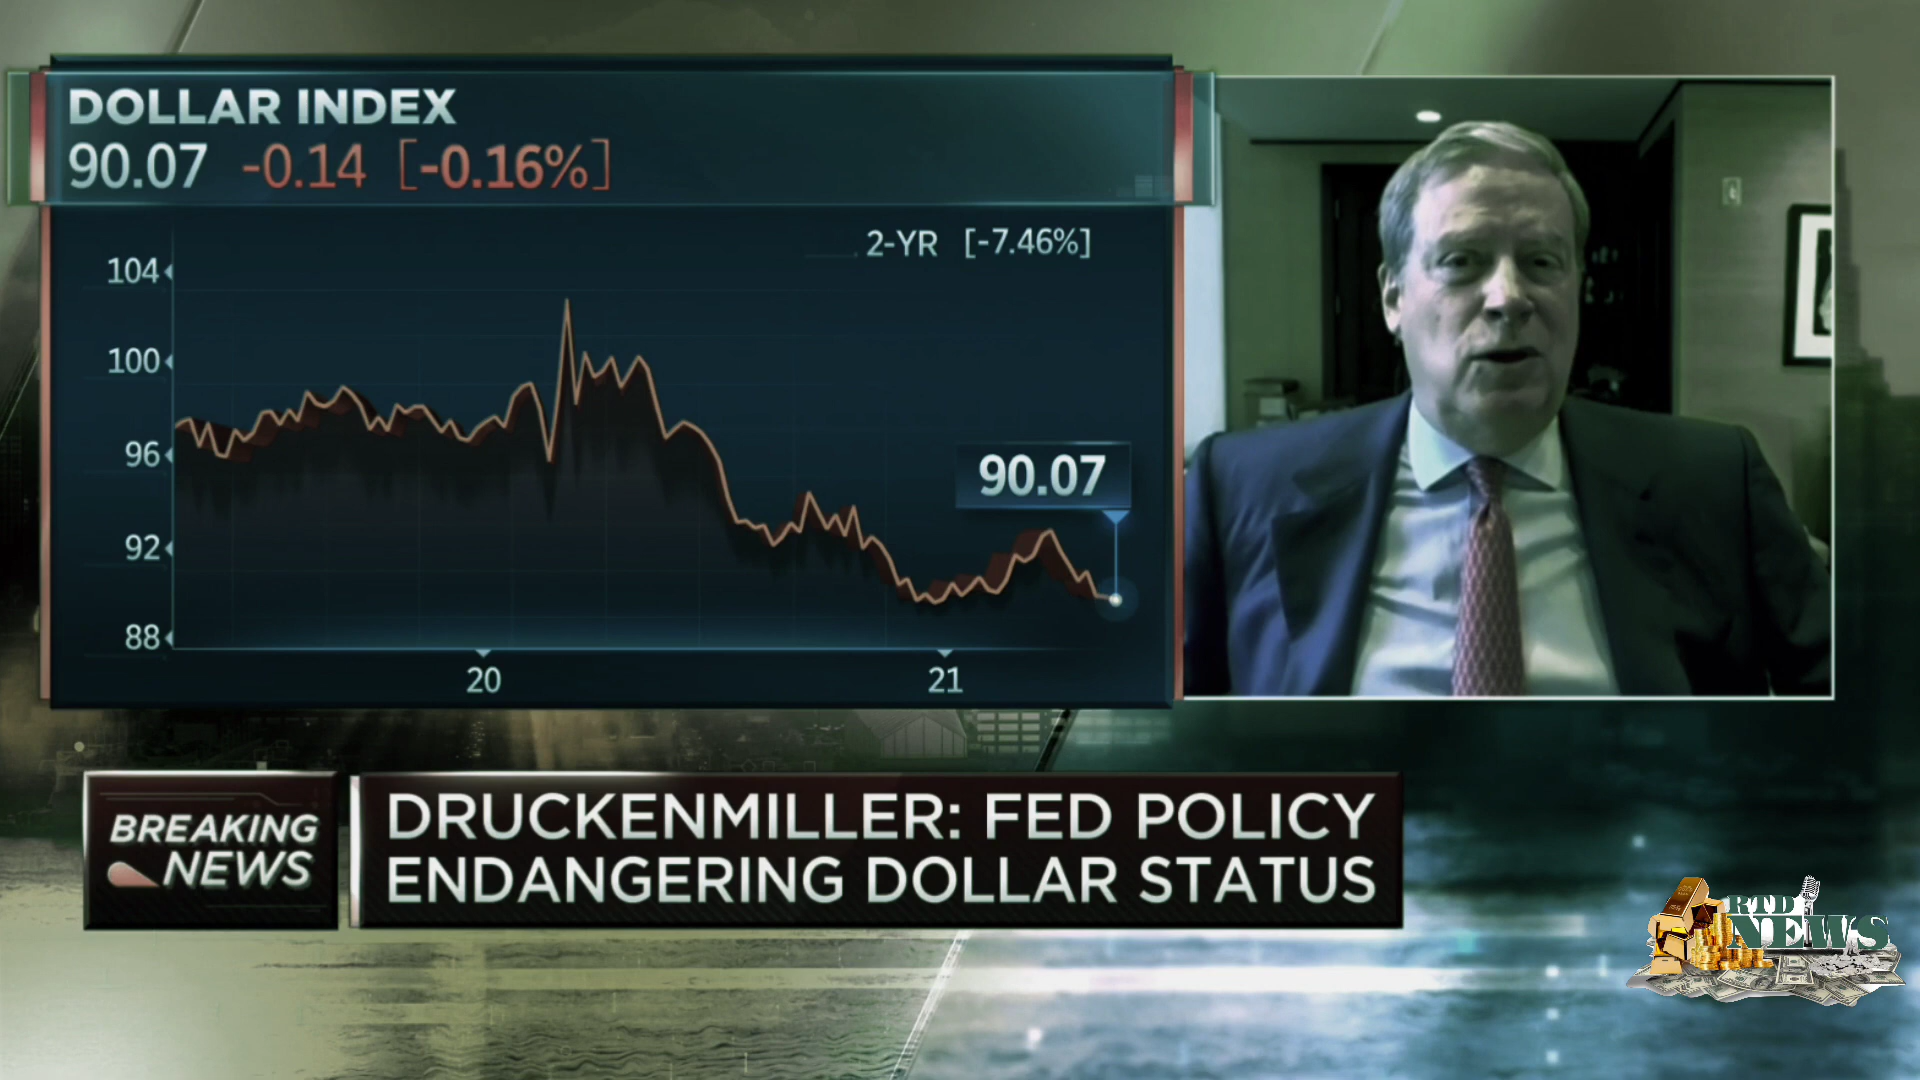 DOLLAR INDEX
90.07 -0.14 [-0.16%]
2-YR [-7.46%]
104
100
96
92
88
90.07
20
21
BREAKING
NEWS
DRUCKENMILLER: FED POLICY
ENDANGERING DOLLAR STATUS
RTD
NEWS